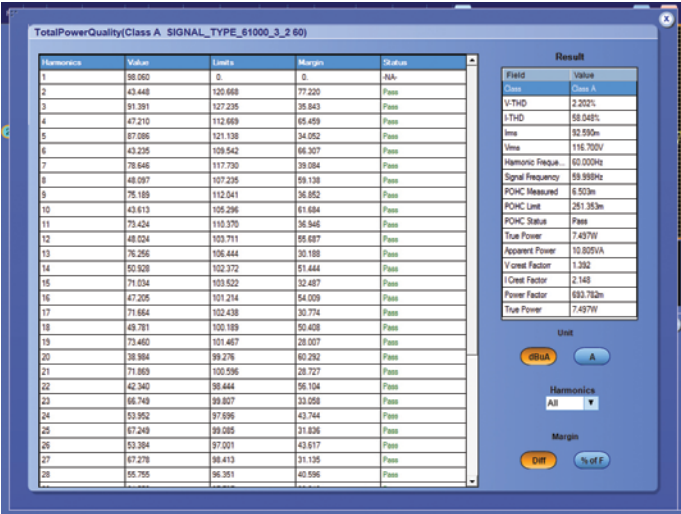 TotalPowerQuality(Class A SIGNAL_TYPE_61000_3_2 60)
Harmonics Value Limits Margin Status
1 98.060 0. 0. -NA-
2 43.448 120.668 77.220 Pass
3 91.391 127.235 35.843 Pass
4 47.210 112.669 65.459 Pass
5 87.086 121.138 34.052 Pass
6 43.235 109.542 66.307 Pass
7 78.646 117.730 39.084 Pass
8 48.097 107.235 59.138 Pass
9 75.189 112.041 36.852 Pass
10 43.613 105.296 61.684 Pass
11 73.424 110.370 36.946 Pass
12 48.024 103.711 55.687 Pass
13 76.256 106.444 30.188 Pass
14 50.928 102.372 51.444 Pass
15 71.034 103.522 32.487 Pass
16 47.205 101.214 54.009 Pass
17 71.664 102.438 30.774 Pass
18 49.781 100.189 50.408 Pass
19 73.460 101.467 28.007 Pass
20 38.984 99.276 60.292 Pass
21 71.869 100.596 28.727 Pass
22 42.340 98.444 56.104 Pass
23 66.749 99.807 33.058 Pass
24 53.952 97.696 43.744 Pass
25 67.249 99.085 31.836 Pass
26 53.384 97.001 43.617 Pass
27 67.278 98.413 31.135 Pass
28 55.755 96.351 40.596 Pass
Result
Field Value
Class Class A
V-THD 2.202%
I-THD 58.048%
Irms 92.590m
Vrms 116.700V
Harmonic Freque... 60.000Hz
Signal Frequency 59.998Hz
POHC Measured 6.503m
POHC Limit 251.353m
POHC Status Pass
True Power 7.497W
Apparent Power 10.805VA
V crest Factorr 1.392
I Crest Factor 2.148
Power Factor 693.782m
True Power 7.497W
Unit
dBuA A
Harmonics
All
Margin
Diff % of F